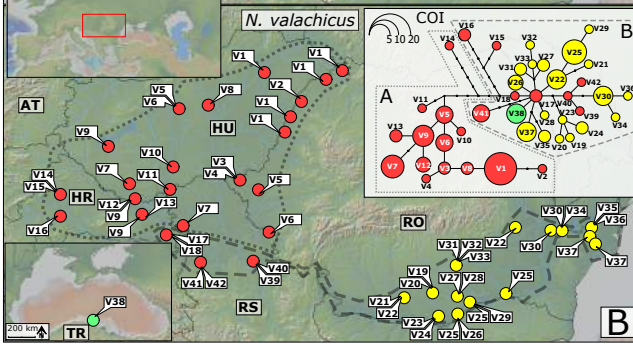 N. valachicus
COI
B
5 10 20
V16
V14
V15
V32
V33
V27
V31
V26
V18
V25
V29
V22
V21
V42
V30
V36
V34
V41
V38
V17
V40
V28
V23
V39
V24
V37
V35
V20
V19
A
V11
V5
V13
V9
V6
V10
V7
V12
V3
V8
V1
V2
V4
AT
HU
HR
RS
RO
TR
V1
V1
V1
V2
V1
V1
V5
V6
V8
V9
V10
V7
V3
V4
V11
V5
V14
V15
V12
V9
V13
V16
V9
V7
V6
V17
V18
V41
V42
V40
V39
V38
V30
V34
V35
V36
V22
V30
V37
V37
V31
V32
V33
V19
V20
V27
V28
V25
V21
V22
V29
V23
V24
V25
V26
200 km
B